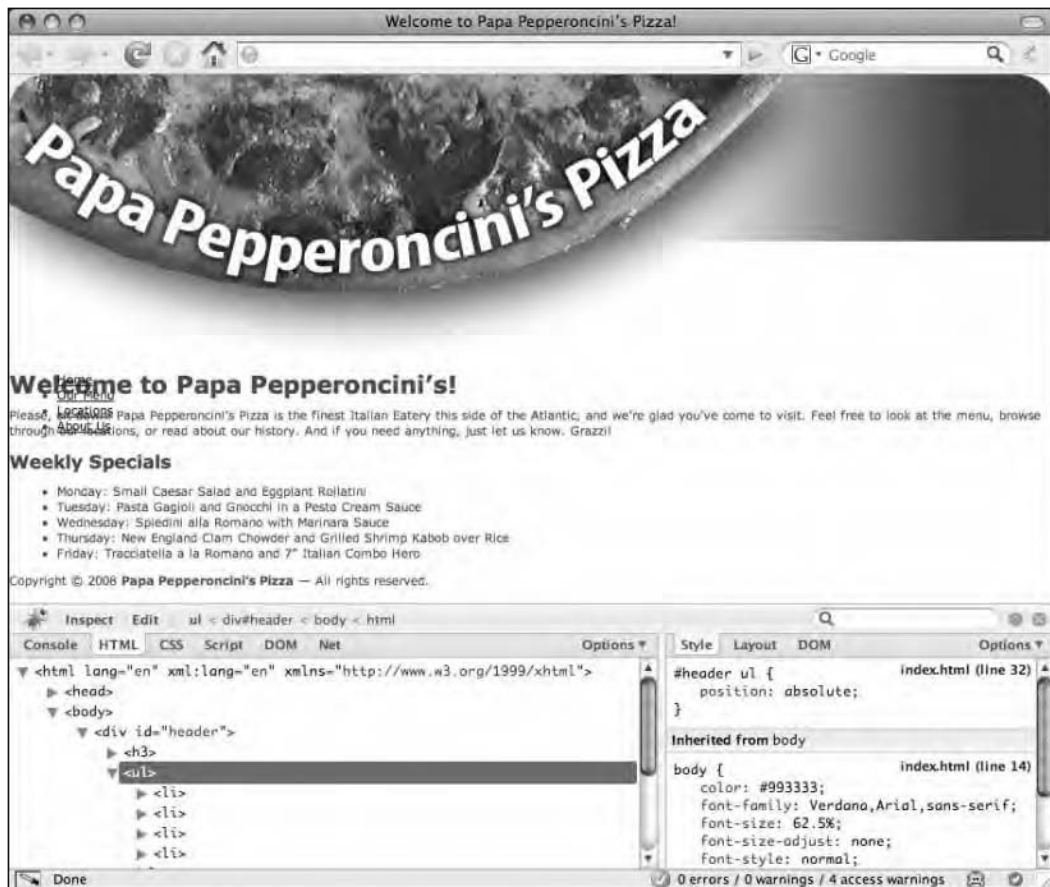 Welcome to Papa Pepperoncini's Pizza!
G Google
Papa Pepperoncini's Pizza
Home
Our Menu
Locations
About Us
Welcome to Papa Pepperoncini's!
Please, sit down! Papa Pepperoncini's Pizza is the finest Italian Eatery this side of the Atlantic, and we're glad you've come to visit. Feel free to look at the menu, browse
through our locations, or read about our history. And if you need anything, just let us know. Grazzi!
Weekly Specials
• Monday: Small Caesar Salad and Eggplant Rollatini
• Tuesday: Pasta Gagioli and Gnocchi in a Pesto Cream Sauce
• Wednesday: Spiedini alla Romano with Marinara Sauce
• Thursday: New England Clam Chowder and Grilled Shrimp Kabob over Rice
• Friday: Tracciatella a la Romano and 7" Italian Combo Hero
Copyright © 2008 Papa Pepperoncini's Pizza — All rights reserved.
Inspect Edit ul < div#header < body < html
Console HTML CSS Script DOM Net Options
Style Layout DOM Options
<html lang="en" xml:lang="en" xmlns="http://www.w3.org/1999/xhtml">
<head>
<body>
<div id="header">
<h3>
<ul>
<li>
<li>
<li>
<li>
#header ul { index.html (line 32)
position: absolute;
}
Inherited from body
body { index.html (line 14)
color: #993333;
font-family: Verdana,Arial,sans-serif;
font-size: 62.5%;
font-size-adjust: none;
font-style: normal;
Done
0 errors / 0 warnings / 4 access warnings